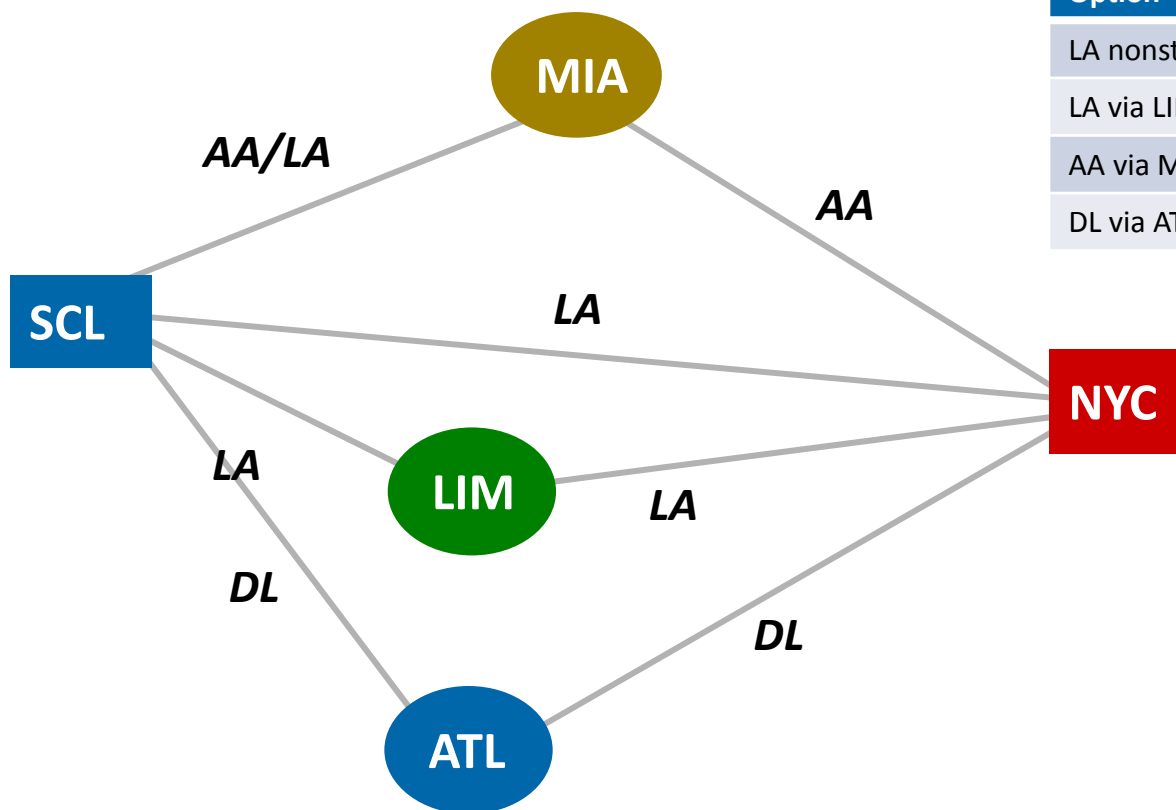 Option
MIA
LA nonst
AA/LA
LA via LI
AA via M
AA
DL via AT
SCL
LA
NYC
LA
LIM
LA
DL
DL
ATL